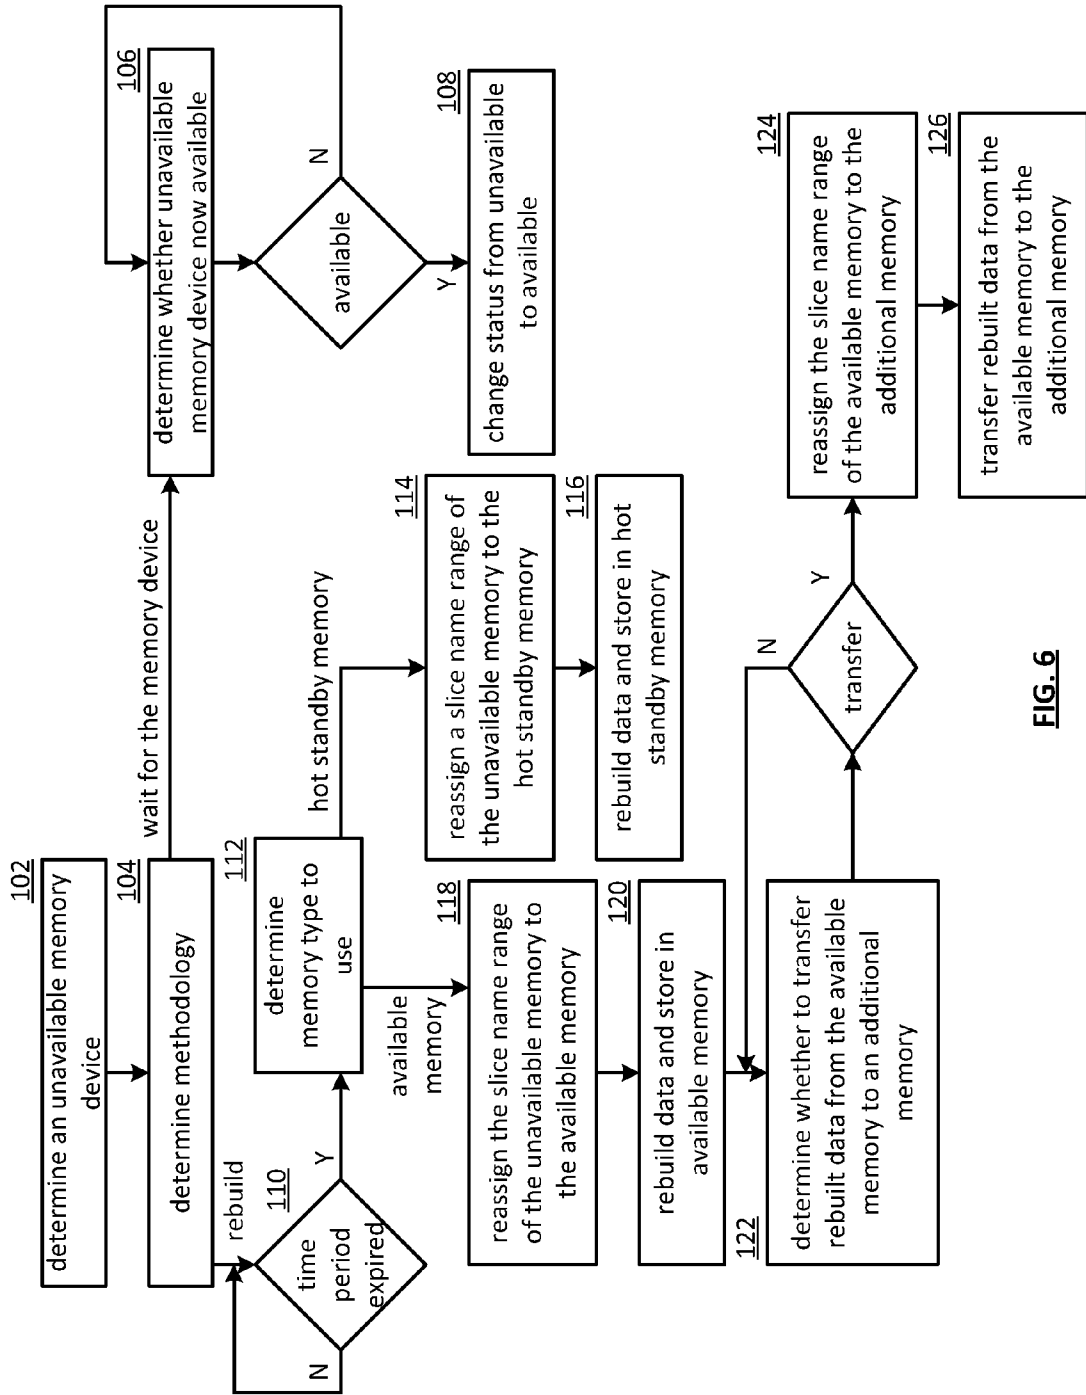 102
determine an unavailable memory
device
104
determine methodology
wait for the memory device
106
determine whether unavailable
memory device now available
available
N
Y
108
change status from unavailable
to available
rebuild
110
time
period
expired
N
Y
112
determine
memory type to
use
hot standby memory
114
reassign a slice name range of
the unavailable memory to the
hot standby memory
116
rebuild data and store in hot
standby memory
available
memory
118
reassign the slice name range
of the unavailable memory to
the available memory
120
rebuild data and store in
available memory
122
determine whether to transfer
rebuilt data from the available
memory to an additional
memory
transfer
N
Y
124
reassign the slice name range
of the available memory to the
additional memory
126
transfer rebuilt data from the
available memory to the
additional memory
FIG. 6